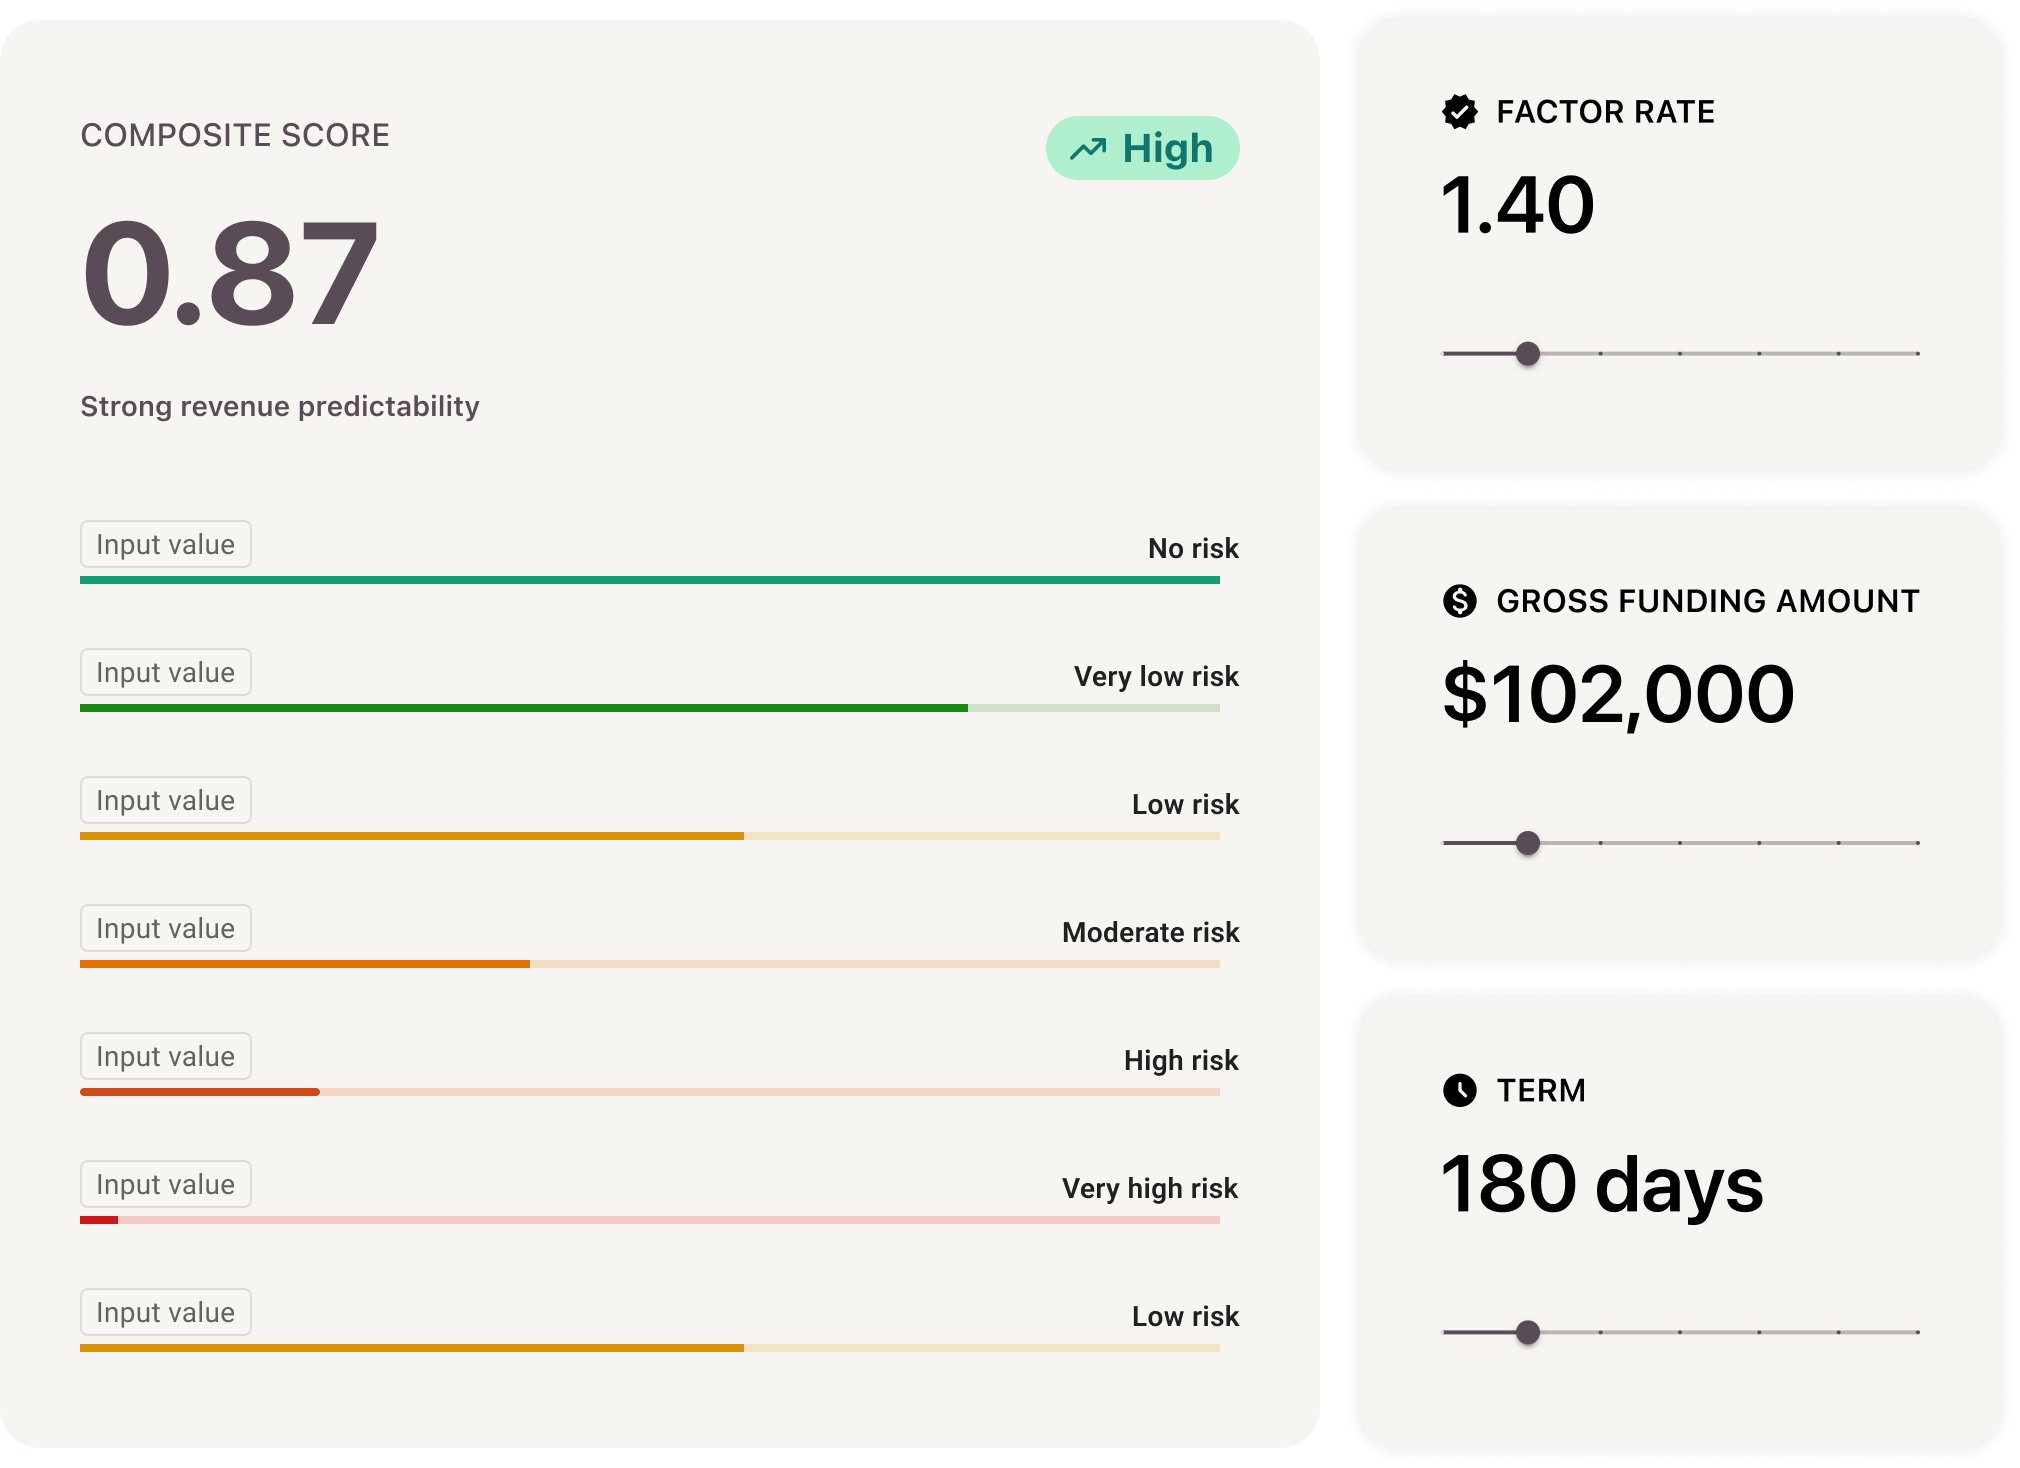 COMPOSITE SCORE
High
0.87
Strong revenue predictability
Input value
No risk
Input value
Very low risk
Input value
Low risk
Input value
Moderate risk
Input value
High risk
Input value
Very high risk
Input value
Low risk
FACTOR RATE
1.40
GROSS FUNDING AMOUNT
$102,000
TERM
180 days